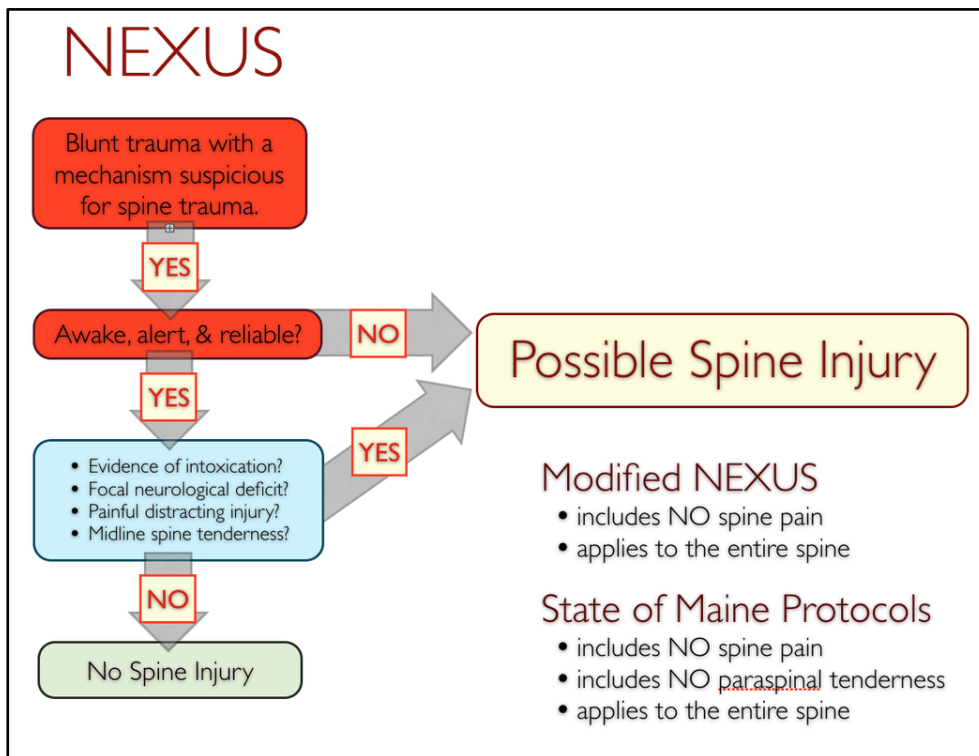 NEXUS
Blunt trauma with a
mechanism suspicious
for spine trauma.
YES
Awake, alert, & reliable?
NO
YES
• Evidence of intoxication?
• Focal neurological deficit?
• Painful distracting injury?
• Midline spine tenderness?
YES
NO
No Spine Injury
Possible Spine Injury
Modified NEXUS
• includes NO spine pain
• applies to the entire spine
State of Maine Protocols
• includes NO spine pain
• includes NO paraspinal tenderness
• applies to the entire spine